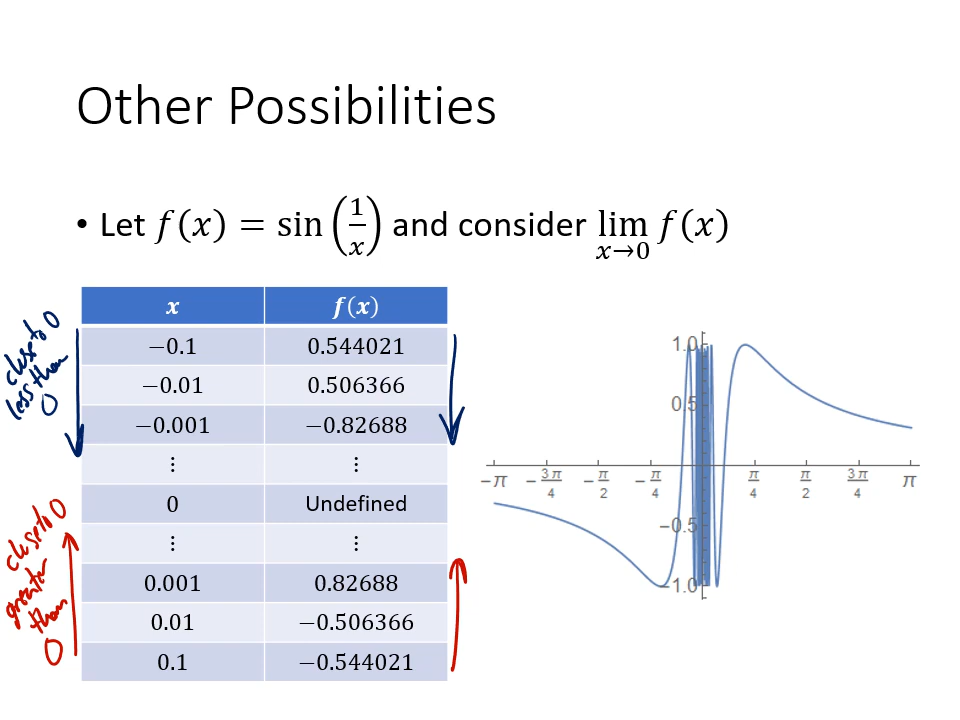 Other Possibilities
• Let f(x) = sin(1/x) and consider lim x→0 f(x)
x f(x)
−0.1 0.544021
−0.01 0.506366
−0.001 −0.82688
⋮ ⋮
0 Undefined
⋮ ⋮
0.001 0.82688
0.01 −0.506366
0.1 −0.544021
close to 0
less than
0
close to 0
greater
than
0
1.0
0.5
−π −3π/4 −π/2 −π/4 π/4 π/2 3π/4 π
−0.5
−1.0